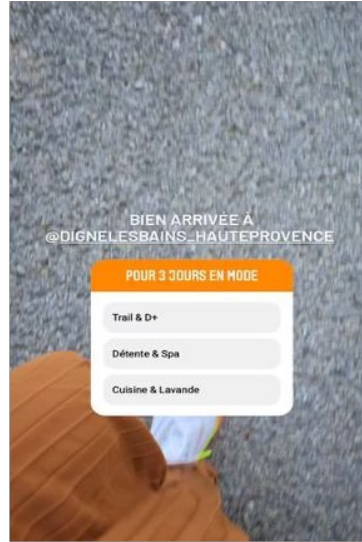 BIEN ARRIVÉE À
@DIGNELESBAINS_HAUTEPROVENCE
POUR 3 JOURS EN MODE
Trail & D+
Détente & Spa
Cuisine & Lavande